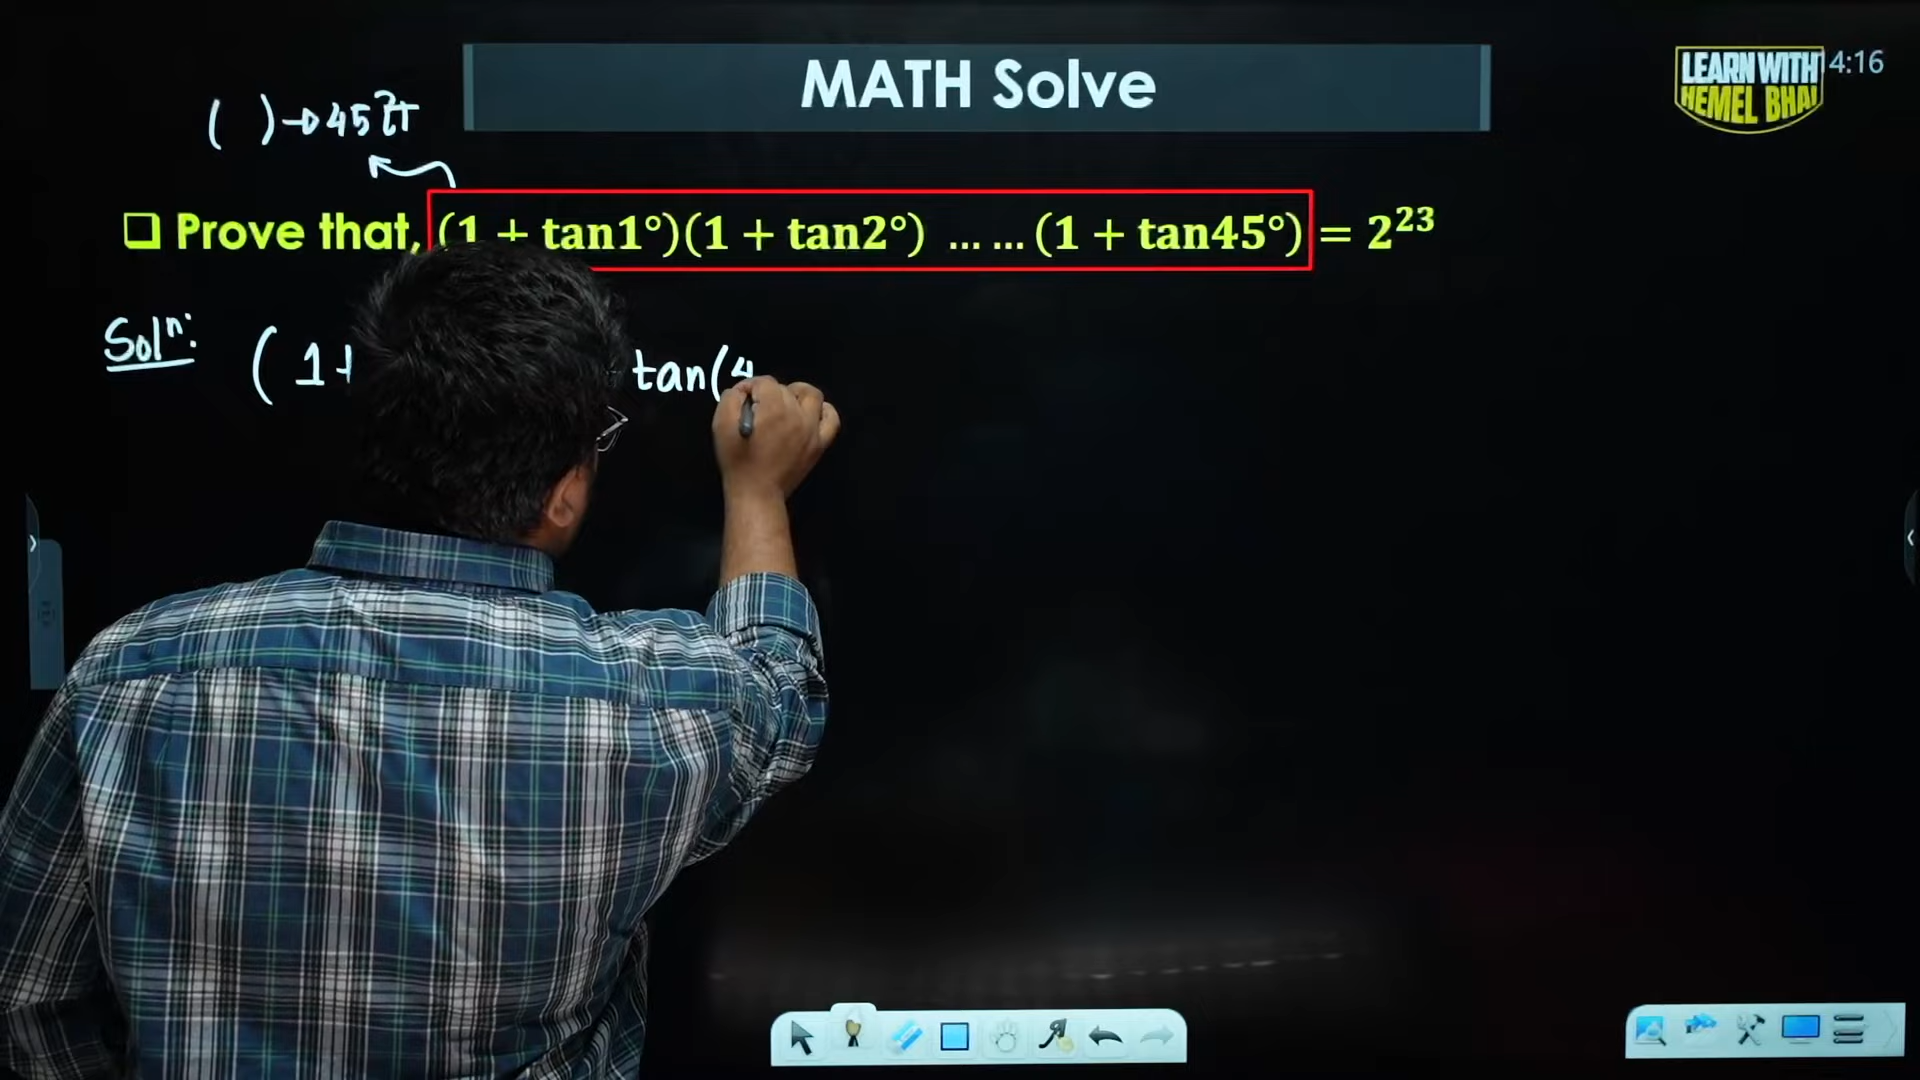 MATH Solve
LEARN WITH
HEMEL BHAI
4:16
( ) → 45 টা
❑ Prove that, (1 + tan1°)(1 + tan2°) ... ... (1 + tan45°) = 2²³
Solⁿ: (1+ tan(4